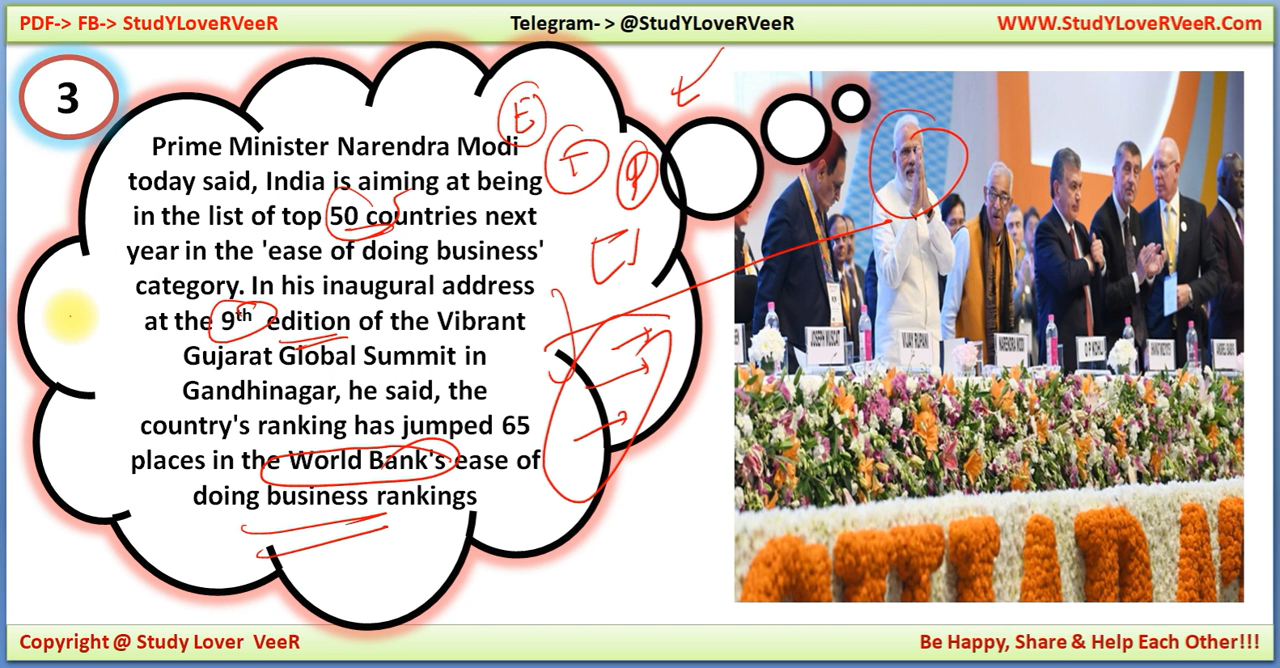 PDF-> FB-> StudYLoveRVeeR
Telegram- > @StudYLoveRVeeR
WWW.StudYLoveRVeeR.Com
3
Prime Minister Narendra Modi
today said, India is aiming at being
in the list of top 50 countries next
year in the 'ease of doing business'
category. In his inaugural address
at the 9th edition of the Vibrant
Gujarat Global Summit in
Gandhinagar, he said, the
country's ranking has jumped 65
places in the World Bank's ease of
doing business rankings
E
T
JOSEPH MUSCAT
VIJAY RUPANI
NARENDRA MODI
O P KOHLI
Copyright @ Study Lover VeeR
Be Happy, Share & Help Each Other!!!